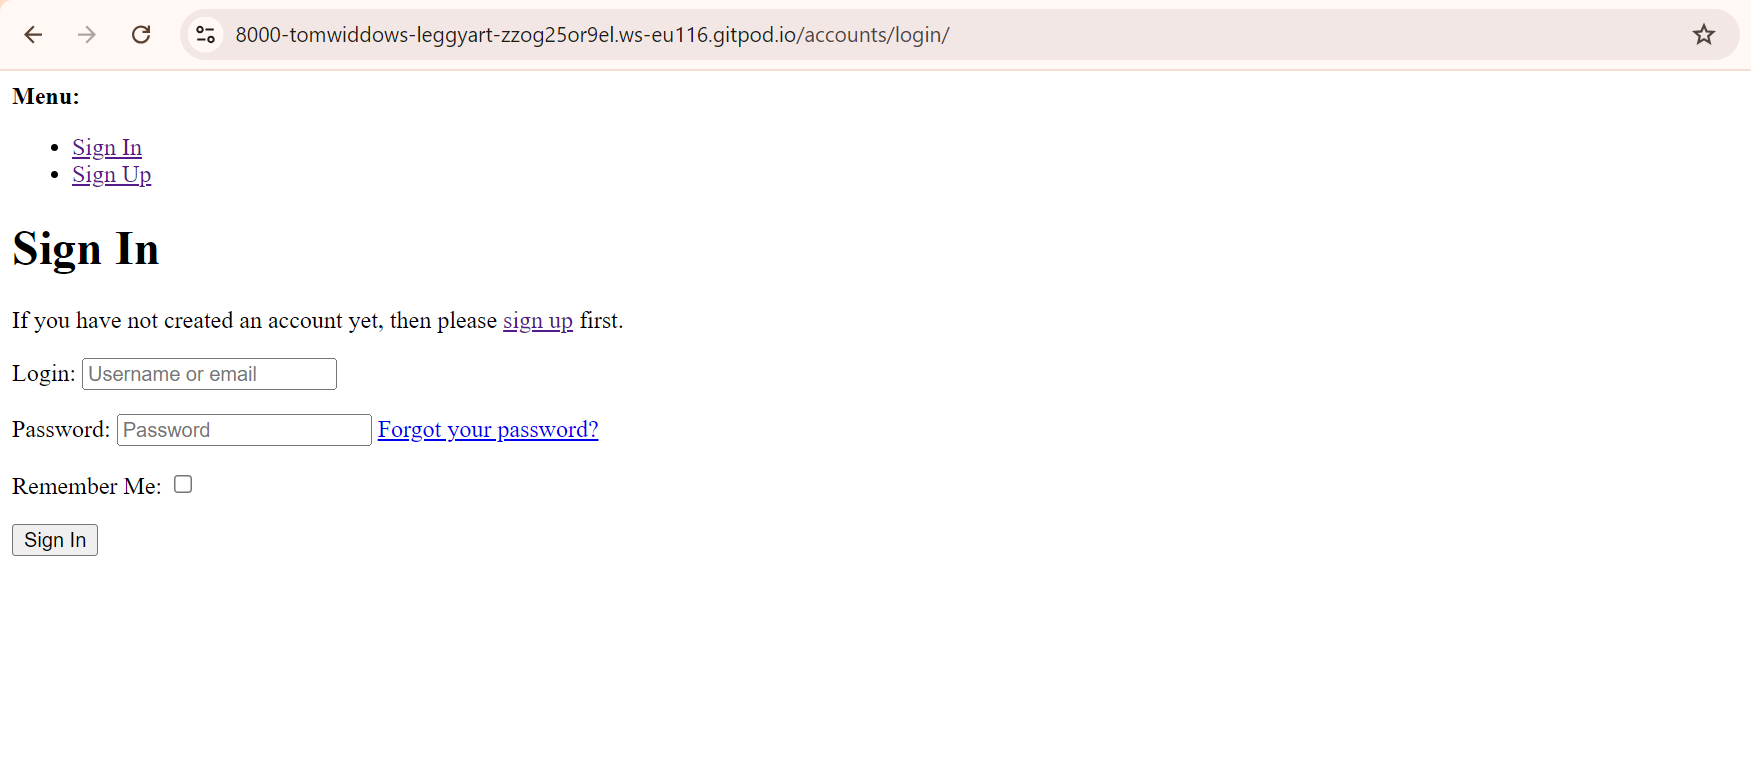 8000-tomwiddows-leggyart-zzog25or9el.ws-eu116.gitpod.io/accounts/login/
Menu:
Sign In
Sign Up
Sign In
If you have not created an account yet, then please sign up first.
Login: Username or email
Password: Password Forgot your password?
Remember Me:
Sign In